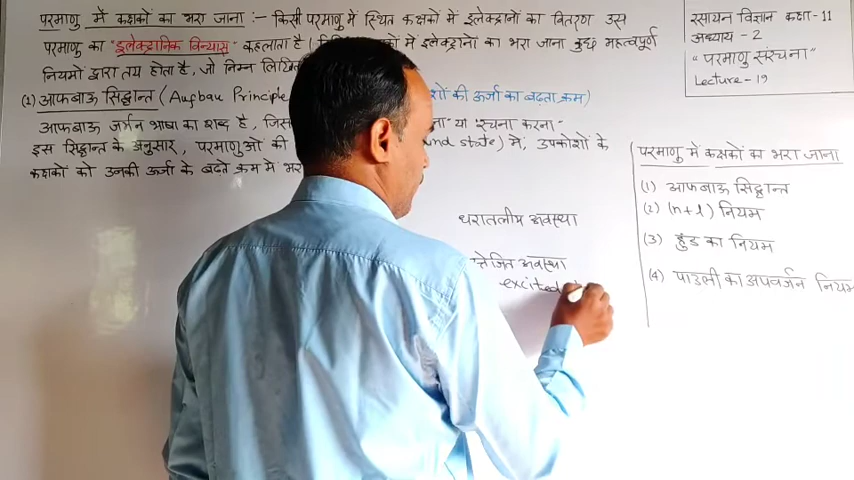 परमाणु में कक्षकों का भरा जाना :- किसी परमाणु में स्थित कक्षकों में इलेक्ट्रानों का वितरण उस
परमाणु का "इलेक्ट्रानिक विन्यास" कहलाता है। में इलेक्ट्रानों का भरा जाना कुछ महत्वपूर्ण
नियमों द्वारा तय होता है, जो निम्न
(1) आफबाऊ सिद्धान्त (Aufbau Principle की ऊर्जा का बढ़ता क्रम)
आफबाऊ जर्मन भाषा का शब्द है, या रचना करना"
इस सिद्धान्त के अनुसार, परमाणुओं की state) में, उपकोशों के
कक्षकों को उनकी ऊर्जा के बढ़ते क्रम में
धरातलीय अवस्था
अवस्था
excited
रसायन विज्ञान कक्षा-11
अध्याय - 2
"परमाणु संरचना"
Lecture-19
परमाणु में कक्षकों का भरा जाना
(1) आफबाऊ सिद्धान्त
(2) (n+l) नियम
(3) हुंड का नियम
(4) पाउली का अपवर्जन नियम